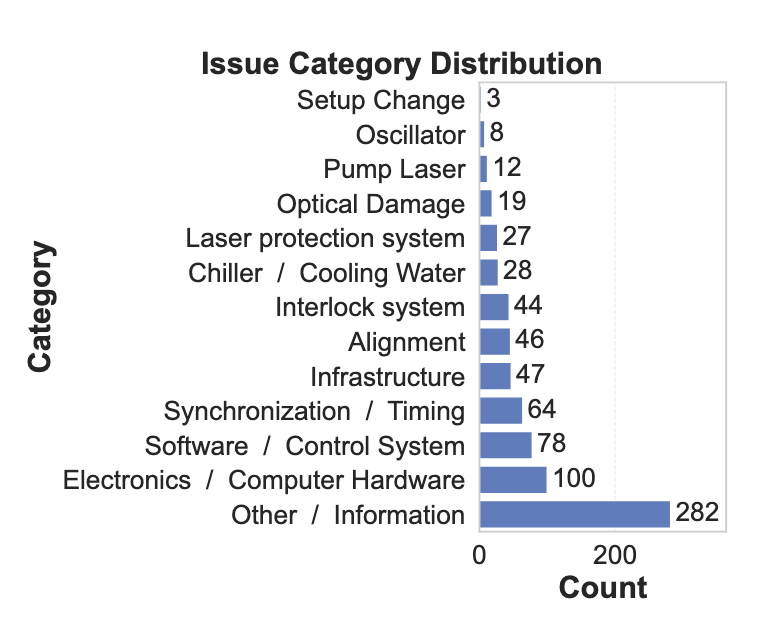 Issue Category Distribution
Setup Change 3
Oscillator 8
Pump Laser 12
Optical Damage 19
Laser protection system 27
Chiller / Cooling Water 28
Interlock system 44
Alignment 46
Infrastructure 47
Synchronization / Timing 64
Software / Control System 78
Electronics / Computer Hardware 100
Other / Information 282
Category
0 200
Count